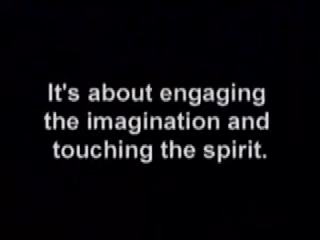 It's about engaging
the imagination and
touching the spirit.